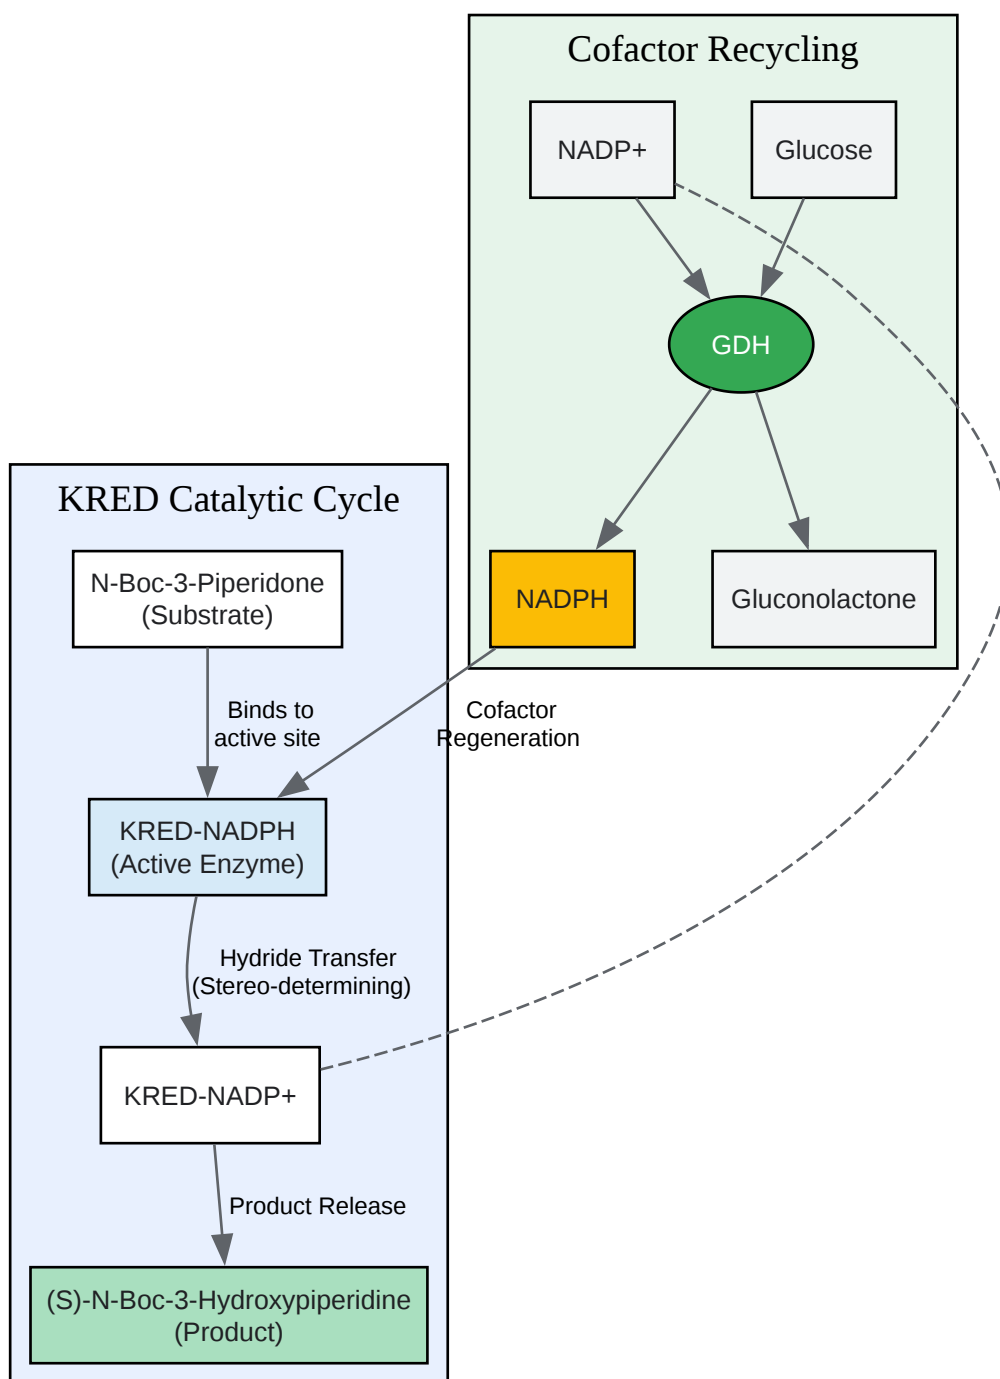 Cofactor Recycling
NADP+
Glucose
GDH
NADPH
Gluconolactone
Cofactor
Regeneration
KRED Catalytic Cycle
N-Boc-3-Piperidone
(Substrate)
Binds to
active site
KRED-NADPH
(Active Enzyme)
Hydride Transfer
(Stereo-determining)
KRED-NADP+
Product Release
(S)-N-Boc-3-Hydroxypiperidine
(Product)